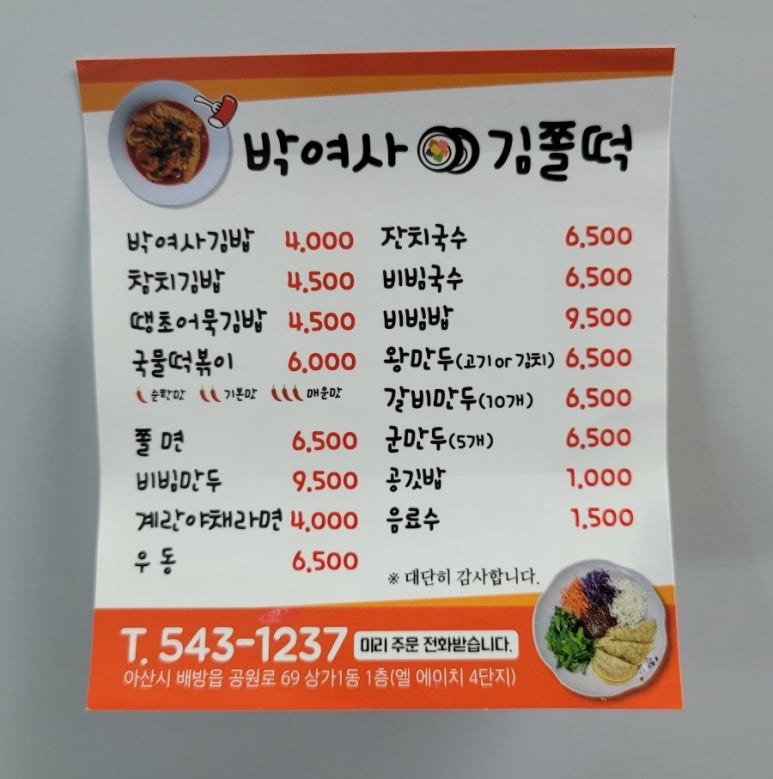 박여사 김쫄떡
박여사김밥 4,000
참치김밥 4,500
땡초어묵김밥 4,500
국물떡볶이 6,000
순한맛 기본맛 매운맛
쫄면 6,500
비빔만두 9,500
계란야채라면 4,000
우동 6,500
잔치국수 6,500
비빔국수 6,500
비빔밥 9,500
왕만두(고기or김치) 6,500
갈비만두(10개) 6,500
군만두(5개) 6,500
공깃밥 1,000
음료수 1,500
※ 대단히 감사합니다.
T. 543-1237 미리 주문 전화받습니다.
아산시 배방읍 공원로 69 상가1동 1층(엘 에이치 4단지)